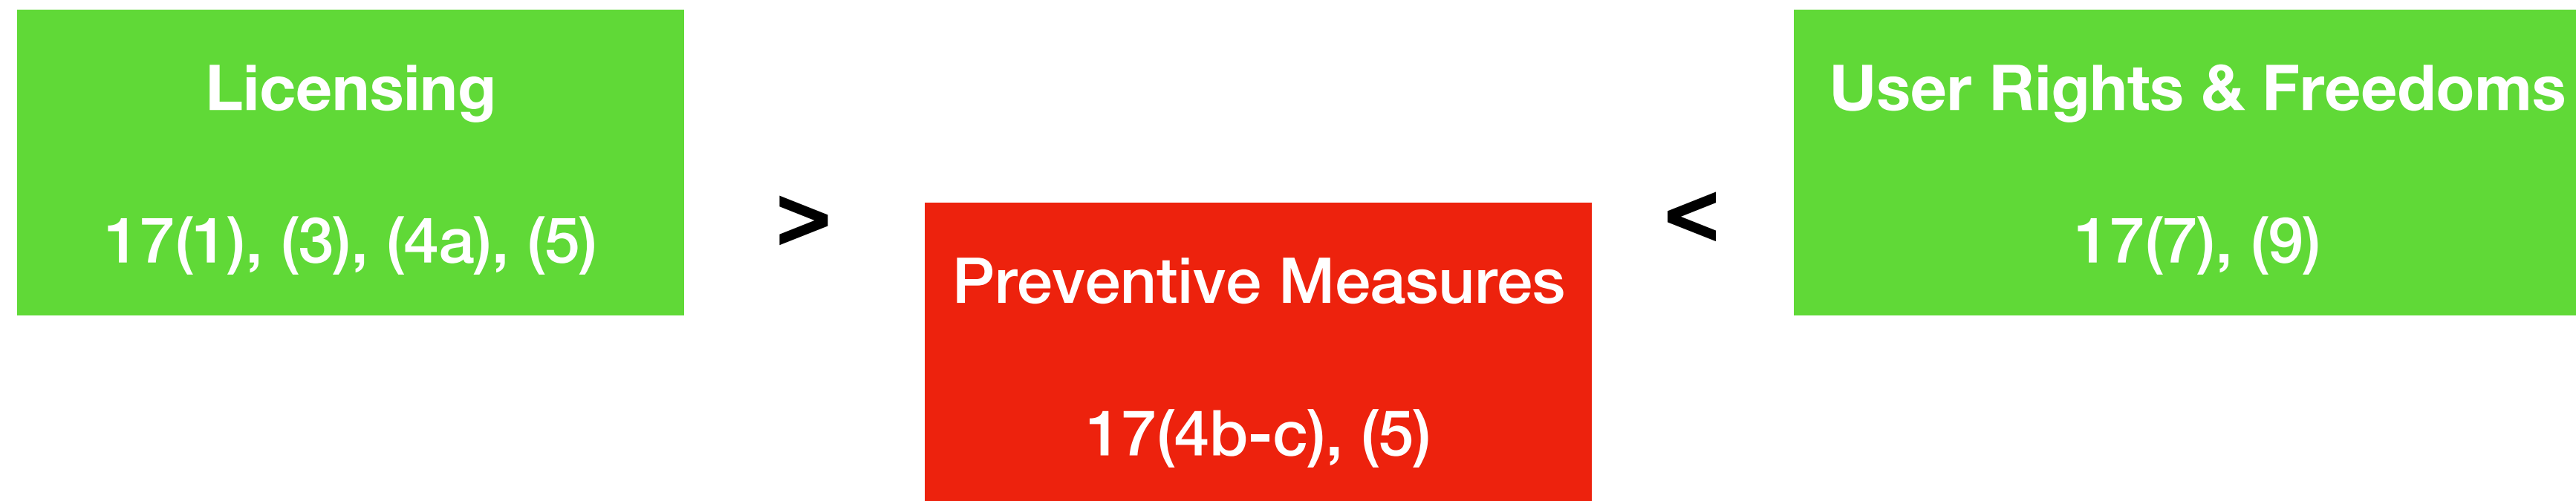 Licensing
17(1), (3), (4a), (5)
>
Preventive Measures
17(4b-c), (5)
<
User Rights & Freedoms
17(7), (9)